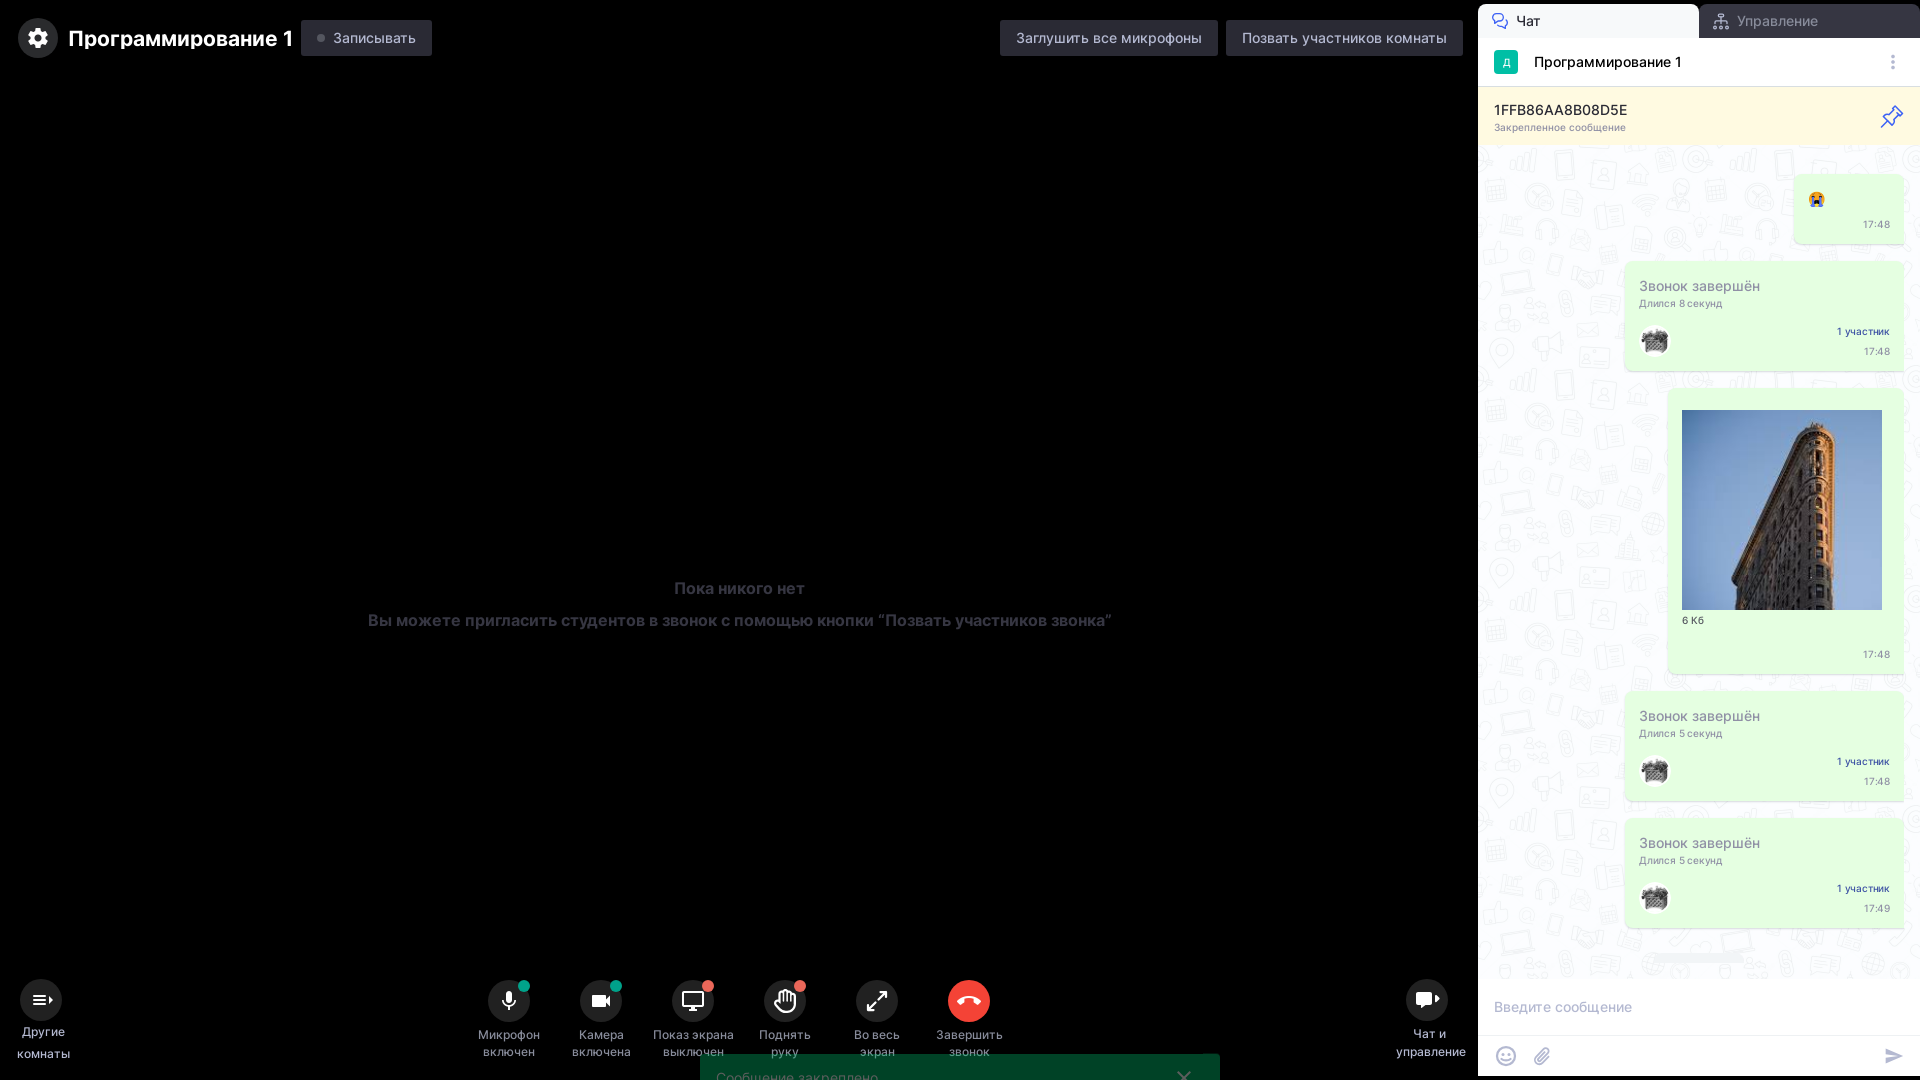 Программирование 1
Записывать
Заглушить все микрофоны
Позвать участников комнаты
Пока никого нет
Вы можете пригласить студентов в звонок с помощью кнопки “Позвать участников звонка”
Другие
комнаты
Микрофон
включен
Камера
включена
Показ экрана
выключен
Поднять
руку
Во весь
экран
Завершить
звонок
Чат и
управление
Сообщение закреплено
Чат
Управление
Д
Программирование 1
1FFB86AA8B08D5E
Закрепленное сообщение
17:48
Звонок завершён
Длился 8 секунд
1 участник
17:48
6 Кб
17:48
Звонок завершён
Длился 5 секунд
1 участник
17:48
Звонок завершён
Длился 5 секунд
1 участник
17:49
Введите сообщение